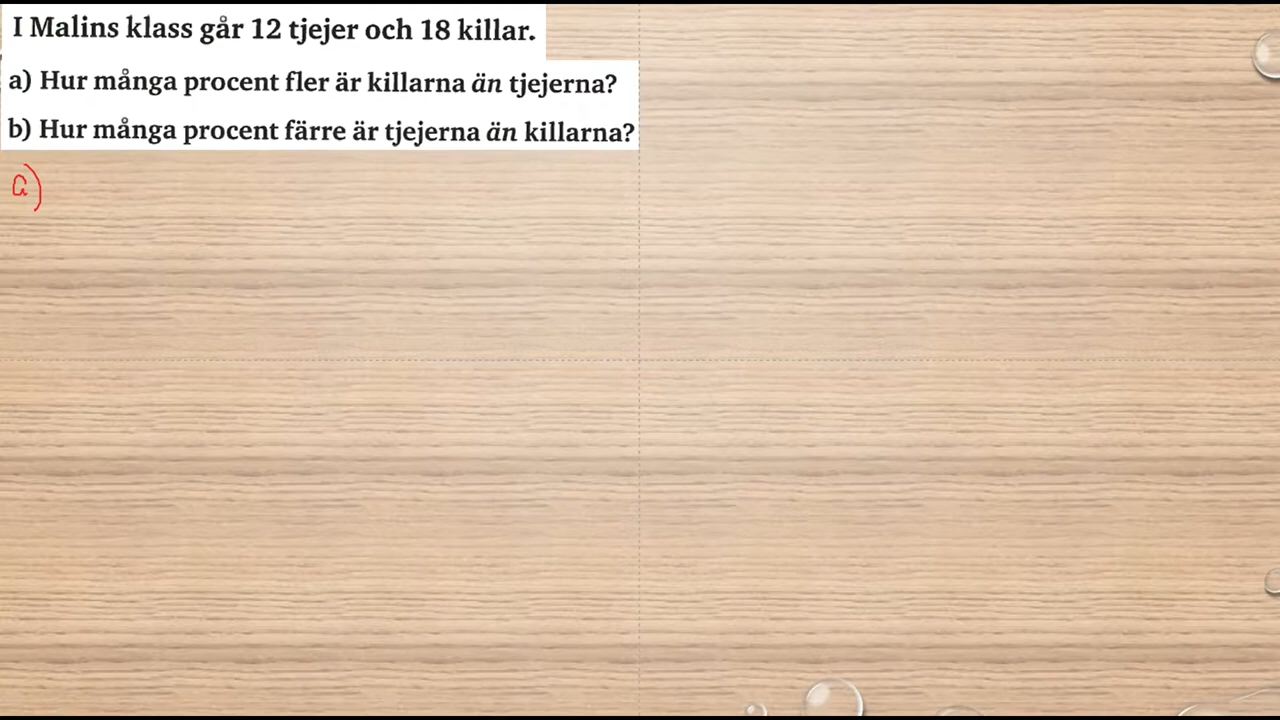 I Malins klass går 12 tjejer och 18 killar.
a) Hur många procent fler är killarna än tjejerna?
b) Hur många procent färre är tjejerna än killarna?
a)